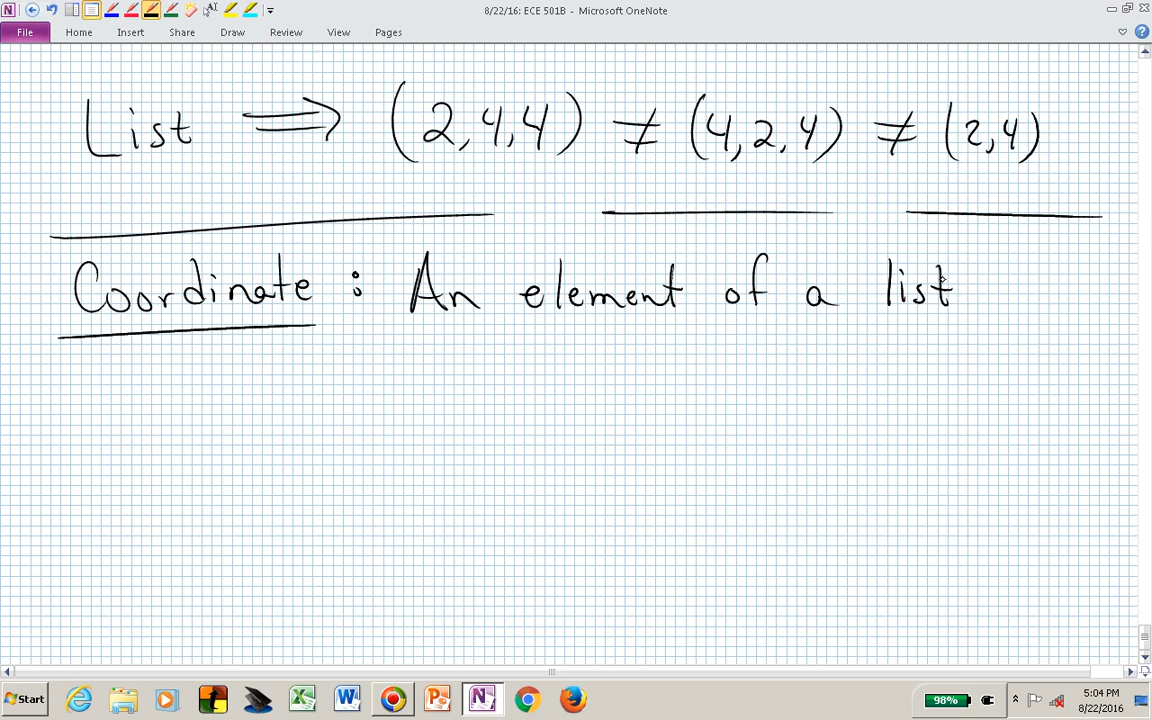 8/22/16: ECE 501B - Microsoft OneNote
File Home Insert Share Draw Review View Pages
List ⟹ (2,4,4) ≠ (4,2,4) ≠ (2,4)
Coordinate : An element of a list
Start 98% 5:04 PM
8/22/2016